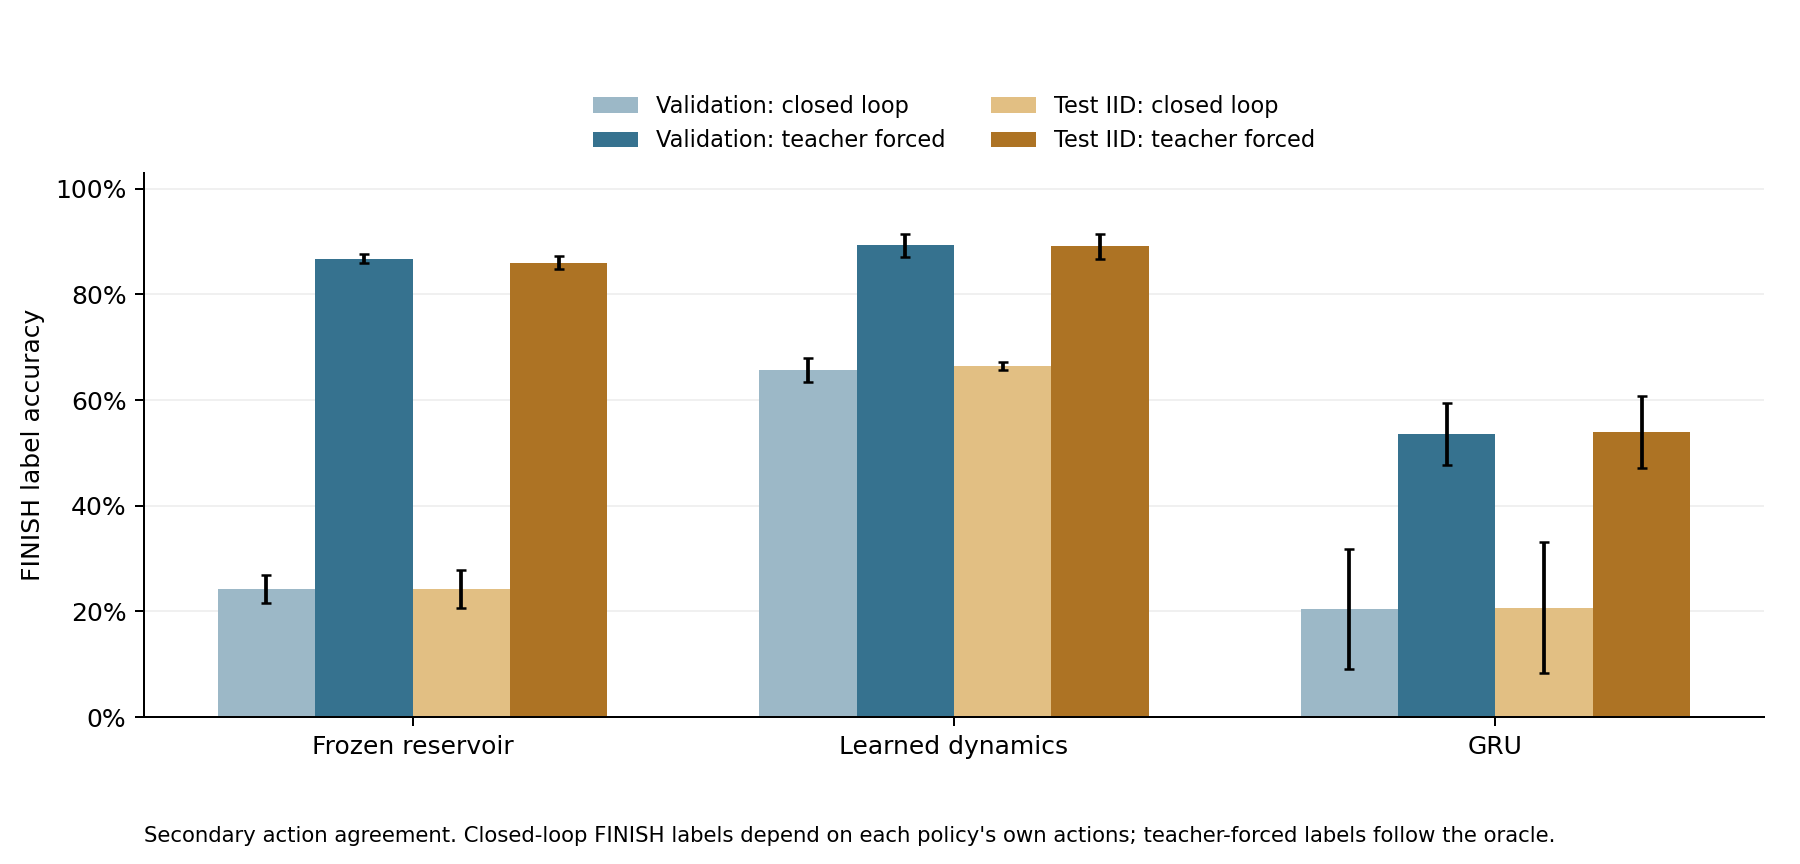 Validation: closed loop
Validation: teacher forced
Test IID: closed loop
Test IID: teacher forced
100%
80%
60%
40%
20%
0%
FINISH label accuracy
Frozen reservoir
Learned dynamics
GRU
Secondary action agreement. Closed-loop FINISH labels depend on each policy's own actions; teacher-forced labels follow the oracle.